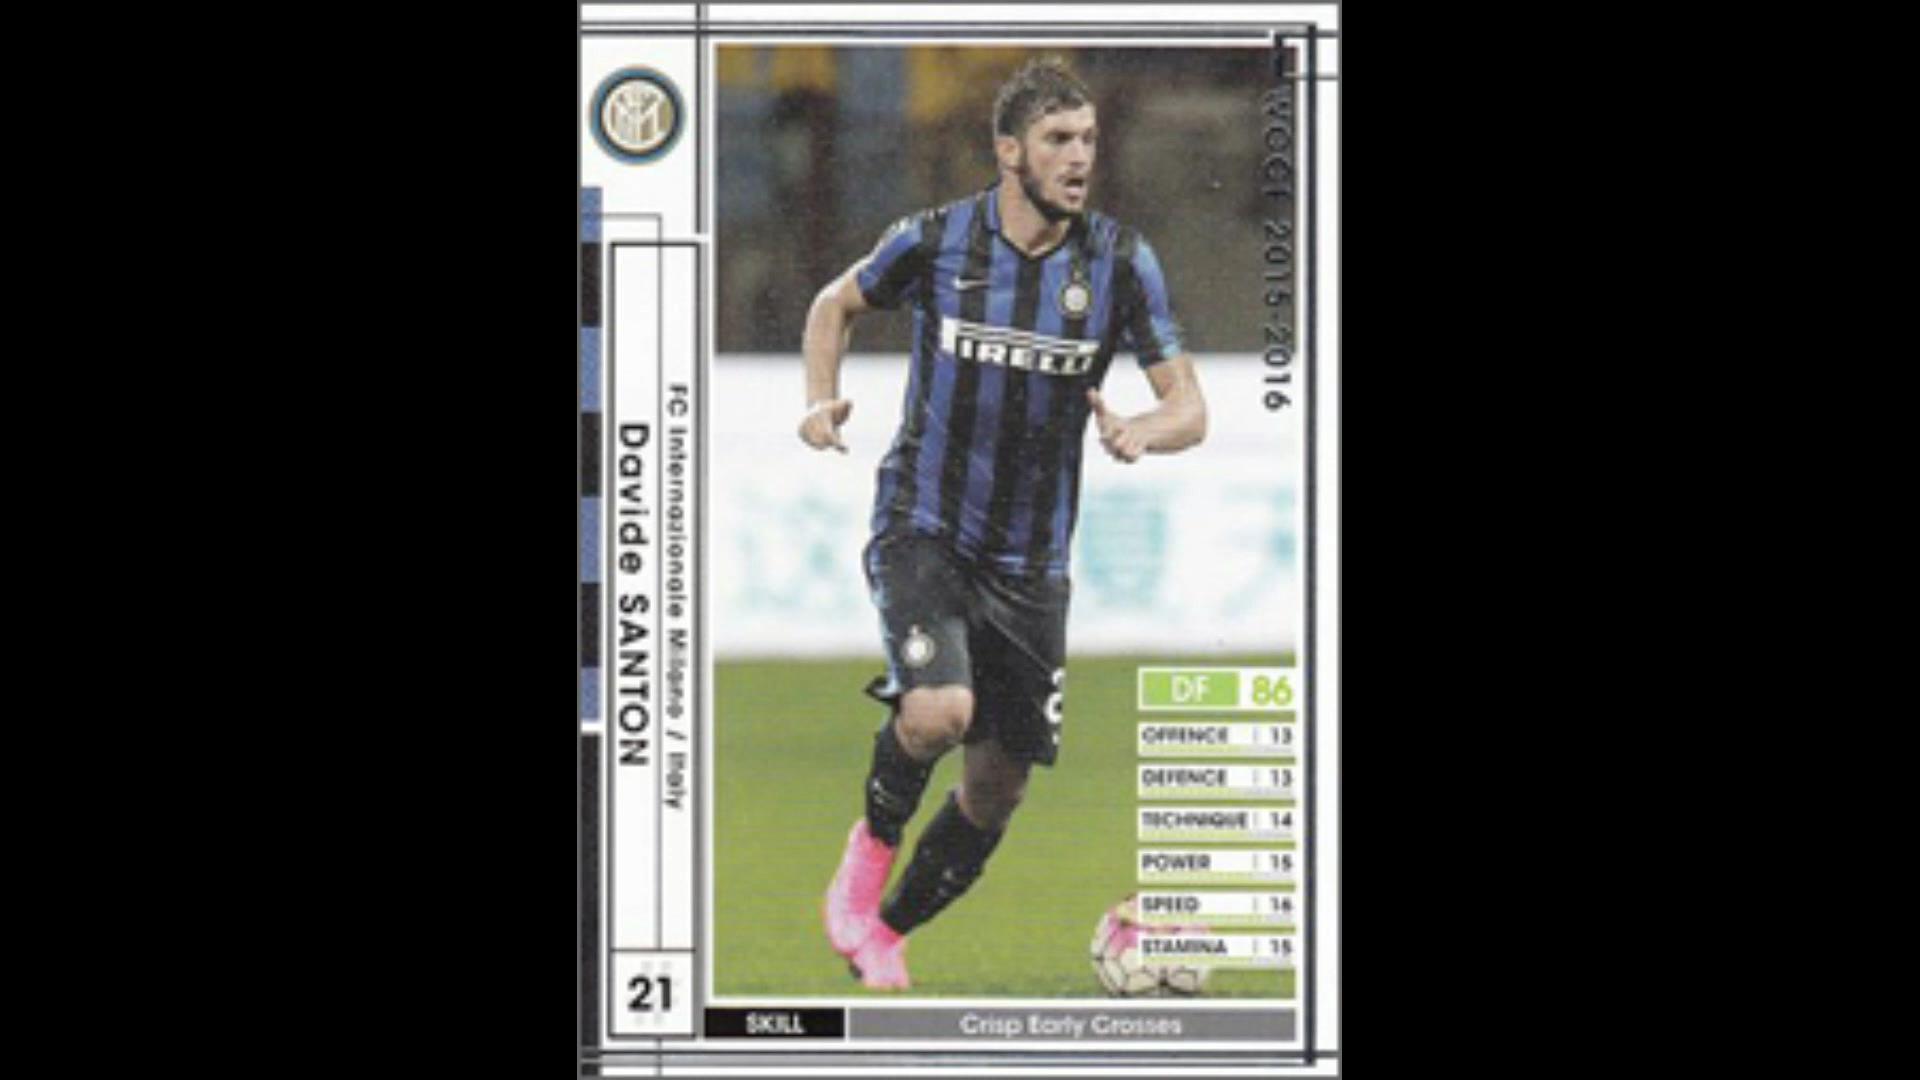 WCCF 2015-2016
FC Internazionale Milano / Italy
Davide SANTON
21
PIRELLI
DF 86
OFFENCE 13
DEFENCE 13
TECHNIQUE 14
POWER 15
SPEED 16
STAMINA 15
SKILL Crisp Early Crosses